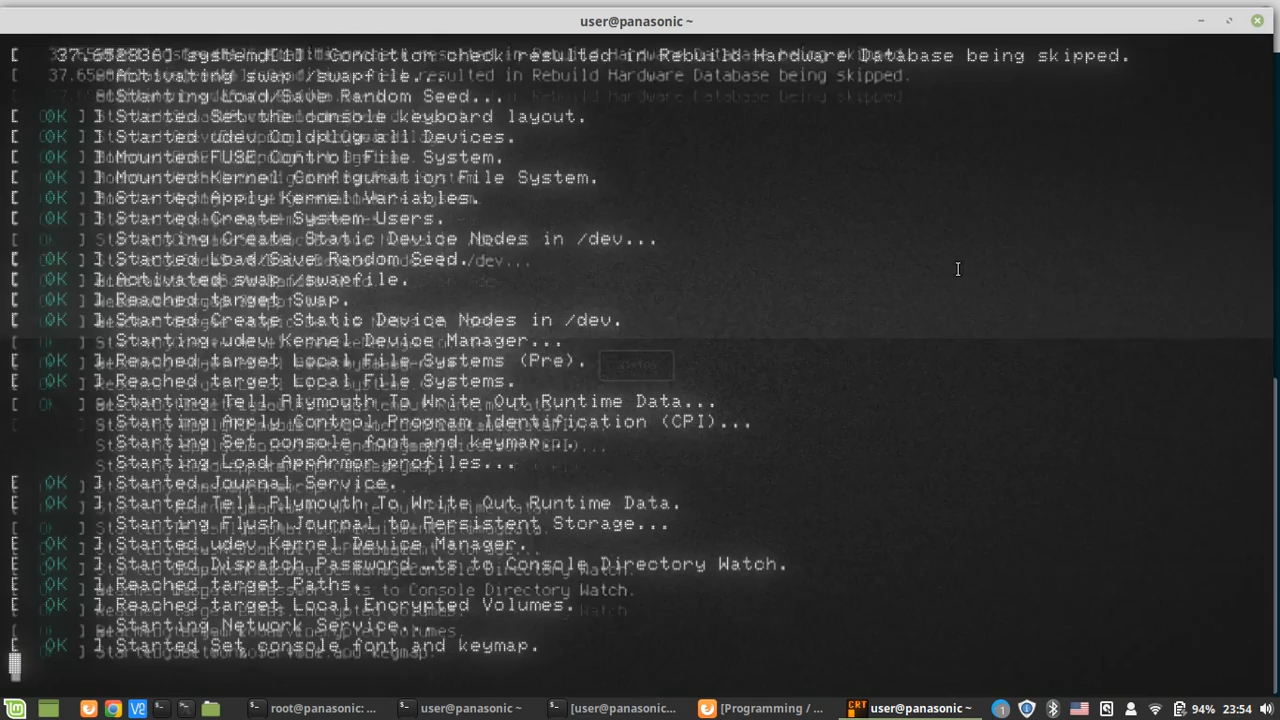 user@panasonic ~
[ 37.652836] systemd[1]: Condition check resulted in Rebuild Hardware Database being skipped.
Activating swap /swapfile...
Starting Load/Save Random Seed...
[ OK ] Started Set the console keyboard layout.
[ OK ] Started udev Coldplug all Devices.
[ OK ] Mounted FUSE Control File System.
[ OK ] Mounted Kernel Configuration File System.
[ OK ] Started Apply Kernel Variables.
[ OK ] Started Create System Users.
Starting Create Static Device Nodes in /dev...
[ OK ] Started Load/Save Random Seed.
[ OK ] Activated swap /swapfile.
[ OK ] Reached target Swap.
[ OK ] Started Create Static Device Nodes in /dev.
Starting udev Kernel Device Manager...
[ OK ] Reached target Local File Systems (Pre).
[ OK ] Reached target Local File Systems.
Starting Tell Plymouth To Write Out Runtime Data...
Starting Apply Control Program Identification (CPI)...
Starting Set console font and keymap...
Starting Load AppArmor profiles...
[ OK ] Started Journal Service.
[ OK ] Started Tell Plymouth To Write Out Runtime Data.
Starting Flush Journal to Persistent Storage...
[ OK ] Started udev Kernel Device Manager.
[ OK ] Started Dispatch Password …ts to Console Directory Watch.
[ OK ] Reached target Paths.
[ OK ] Reached target Local Encrypted Volumes.
Starting Network Service...
[ OK ] Started Set console font and keymap.
root@panasonic: ... user@panasonic ~ [user@panasonic... [Programming / ... CRT user@panasonic ~ 1 94% 23:54